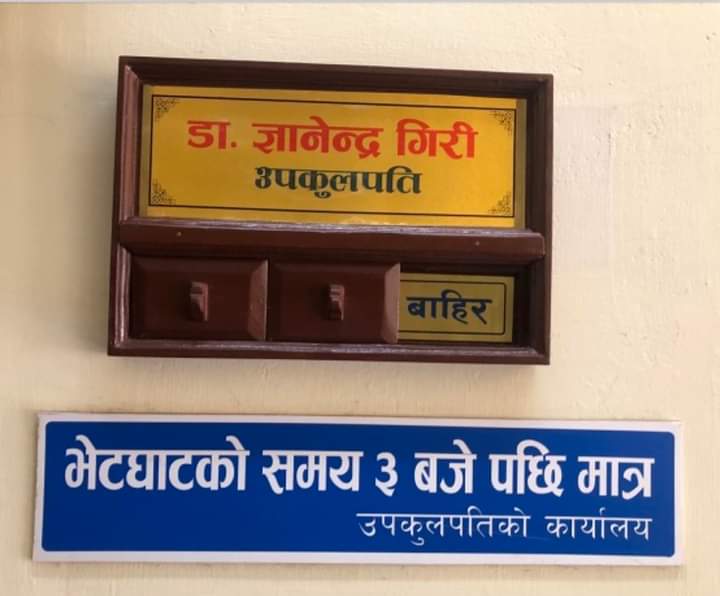 डा. ज्ञानेन्द्र गिरी
उपकुलपति
बाहिर
भेटघाटको समय ३ बजे पछि मात्र
उपकुलपतिको कार्यालय